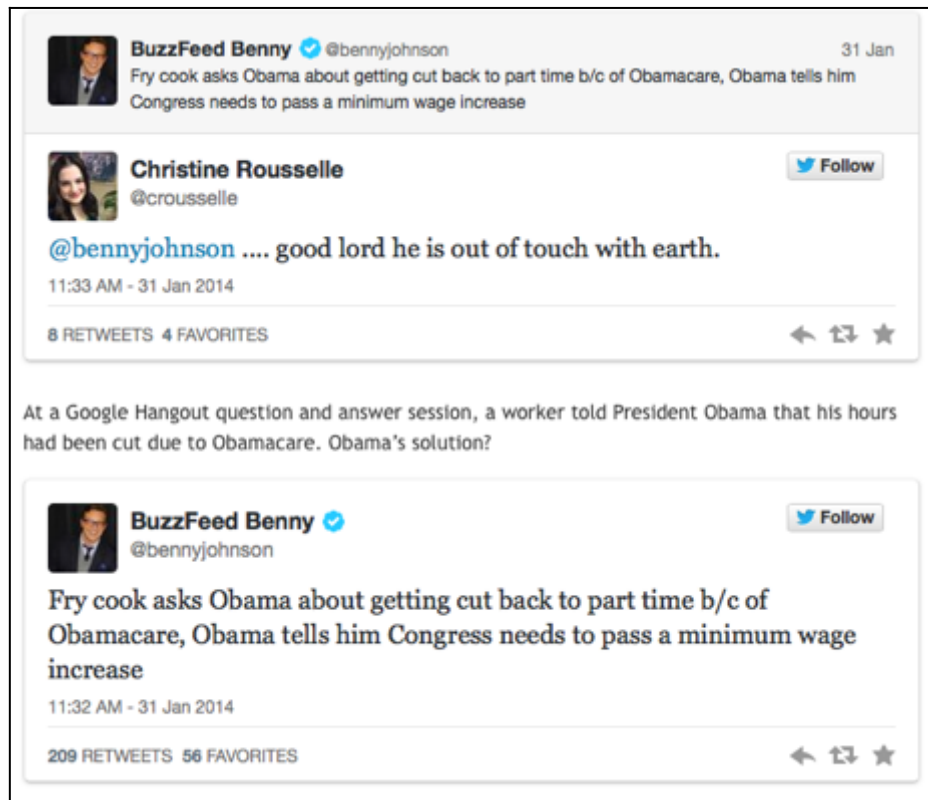 BuzzFeed Benny @bennyjohnson 31 Jan
Fry cook asks Obama about getting cut back to part time b/c of Obamacare, Obama tells him
Congress needs to pass a minimum wage increase
Christine Rousselle Follow
@crousselle
@bennyjohnson .... good lord he is out of touch with earth.
11:33 AM - 31 Jan 2014
8 RETWEETS 4 FAVORITES
At a Google Hangout question and answer session, a worker told President Obama that his hours
had been cut due to Obamacare. Obama's solution?
BuzzFeed Benny Follow
@bennyjohnson
Fry cook asks Obama about getting cut back to part time b/c of
Obamacare, Obama tells him Congress needs to pass a minimum wage
increase
11:32 AM - 31 Jan 2014
209 RETWEETS 56 FAVORITES